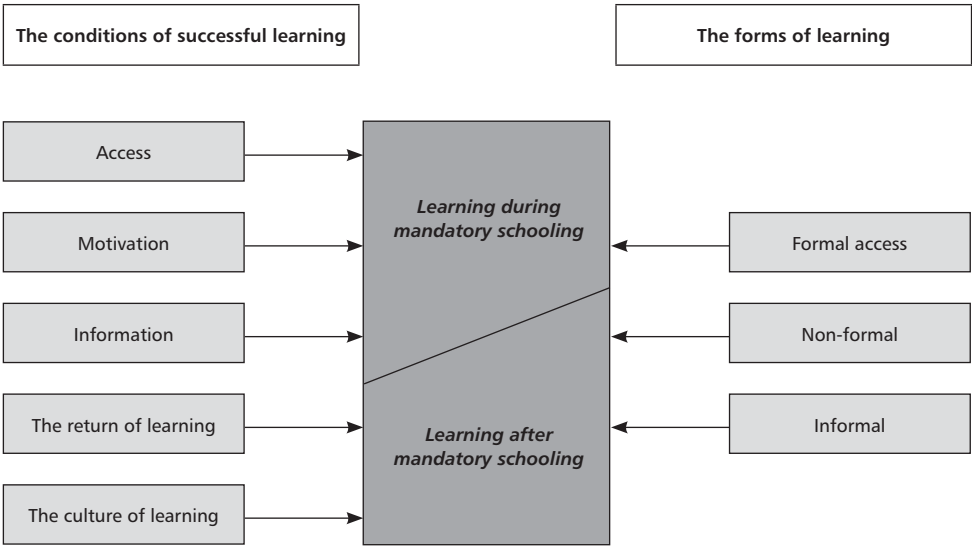 The conditions of successful learning
The forms of learning
Access
Motivation
Information
The return of learning
The culture of learning
Learning during
mandatory schooling
Learning after
mandatory schooling
Formal access
Non-formal
Informal